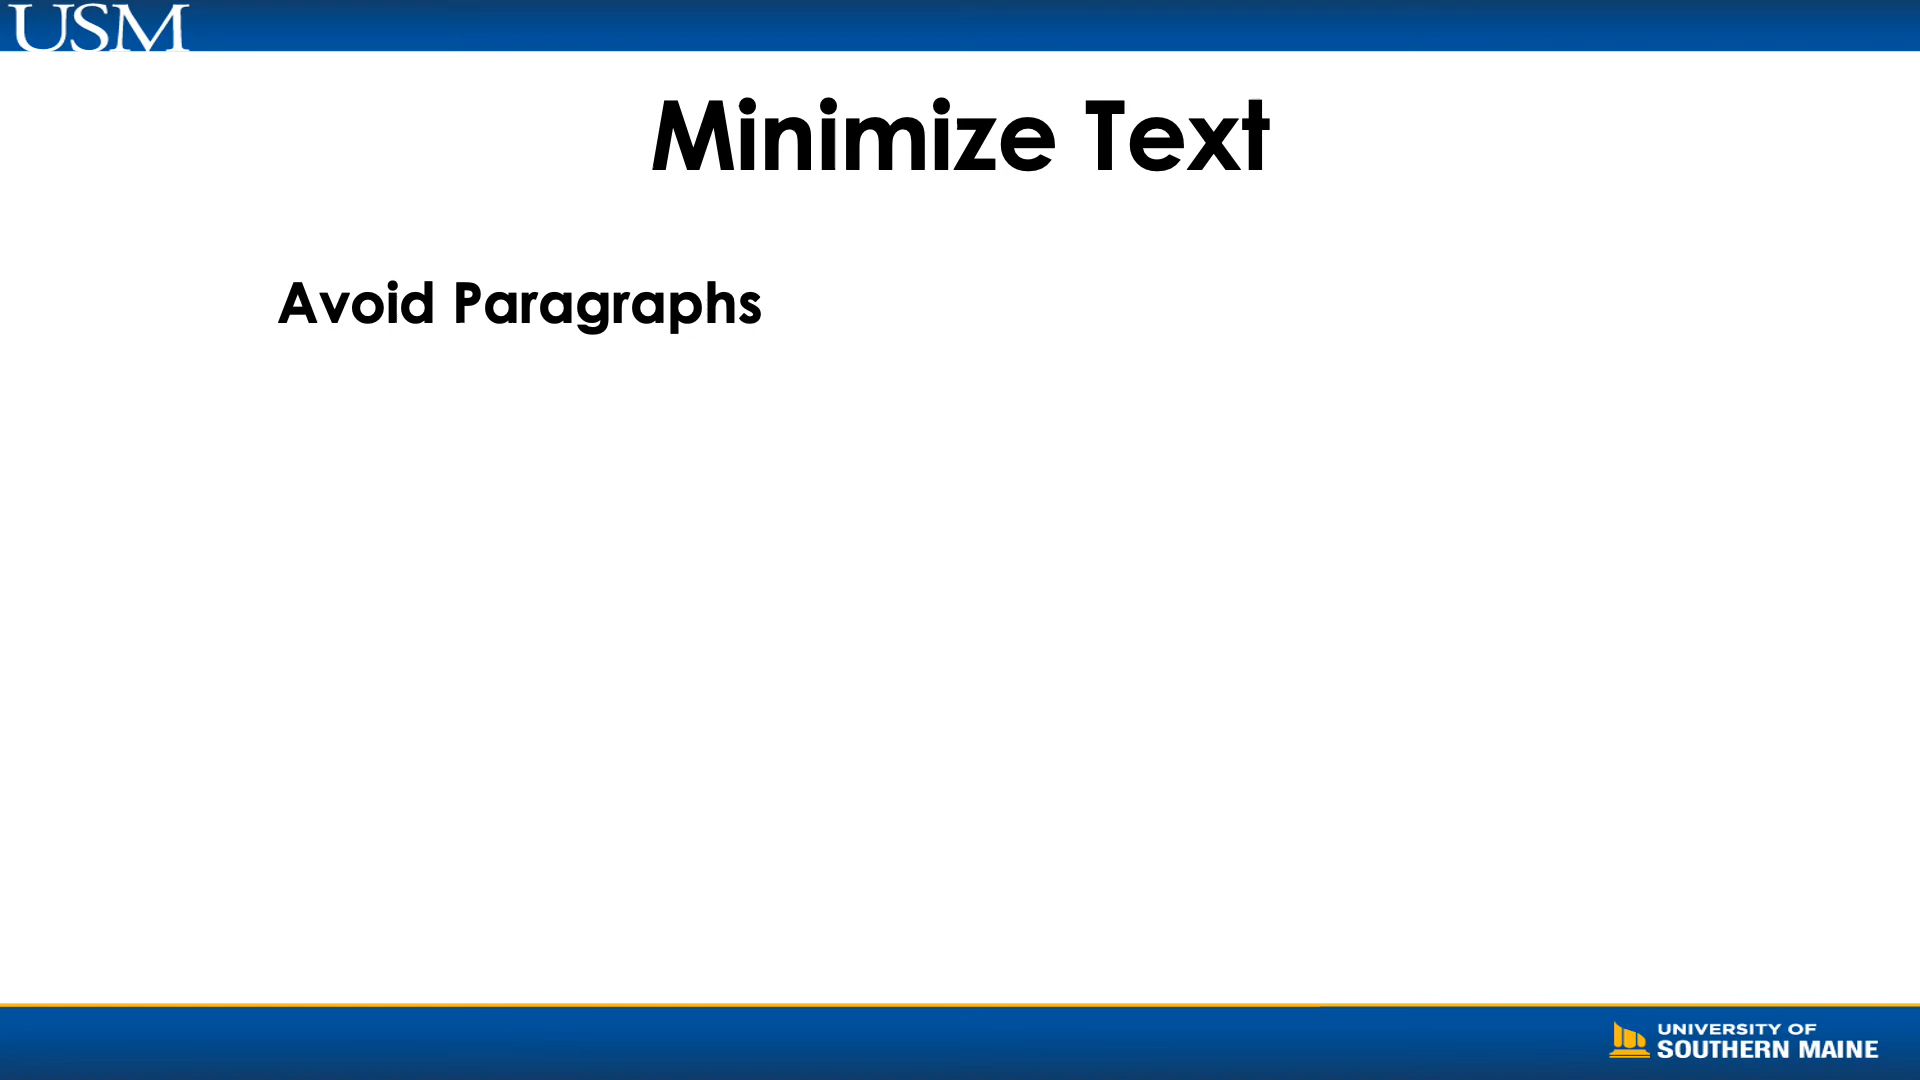 USM
Minimize Text
Avoid Paragraphs
UNIVERSITY OF
SOUTHERN MAINE